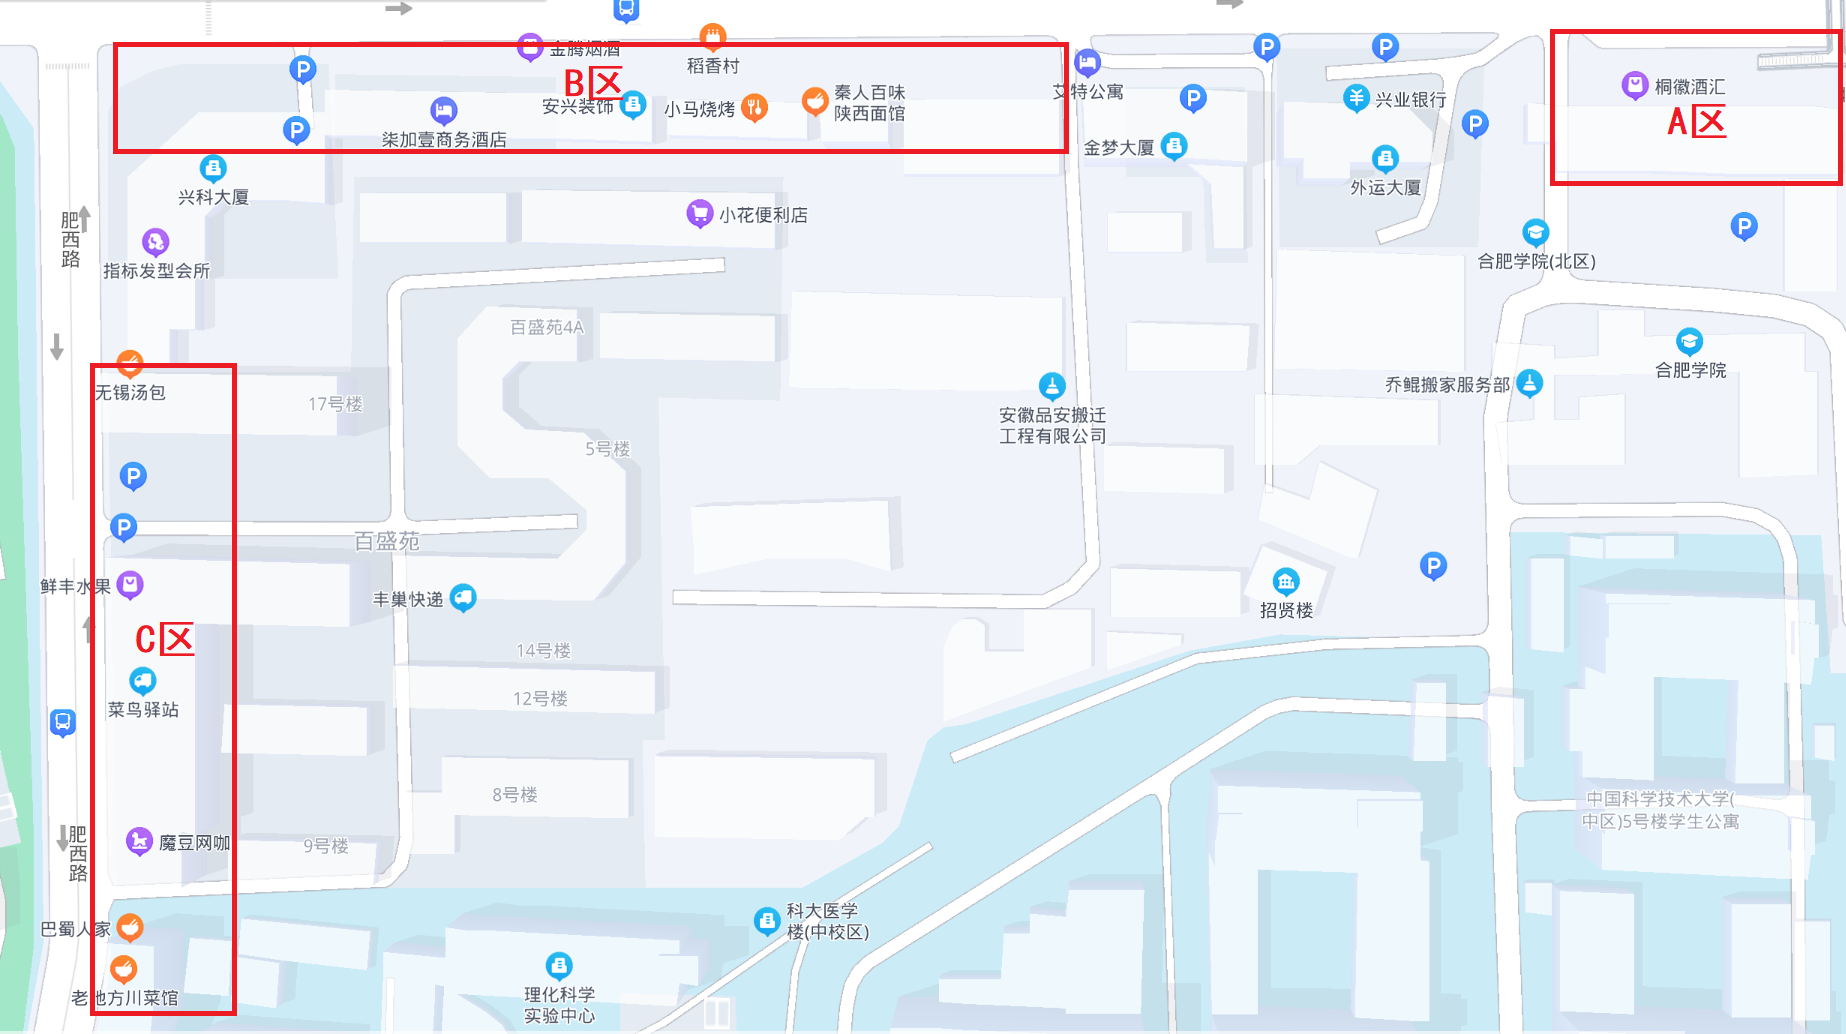 金腾烟酒
稻香村
B区
安兴装饰
小马烧烤
秦人百味
陕西面馆
柒加壹商务酒店
艾特公寓
兴业银行
桐徽酒汇
A区
金梦大厦
外运大厦
兴科大厦
小花便利店
肥西路
指标发型会所
合肥学院(北区)
百盛苑4A
合肥学院
无锡汤包
17号楼
乔鲲搬家服务部
安徽品安搬迁
工程有限公司
5号楼
百盛苑
鲜丰水果
丰巢快递
招贤楼
C区
14号楼
菜鸟驿站
12号楼
8号楼
中国科学技术大学(
中区)5号楼学生公寓
肥西路
魔豆网咖
9号楼
巴蜀人家
科大医学
楼(中校区)
老地方川菜馆
理化科学
实验中心
P
P
P
P
P
P
P
P
P
P
P